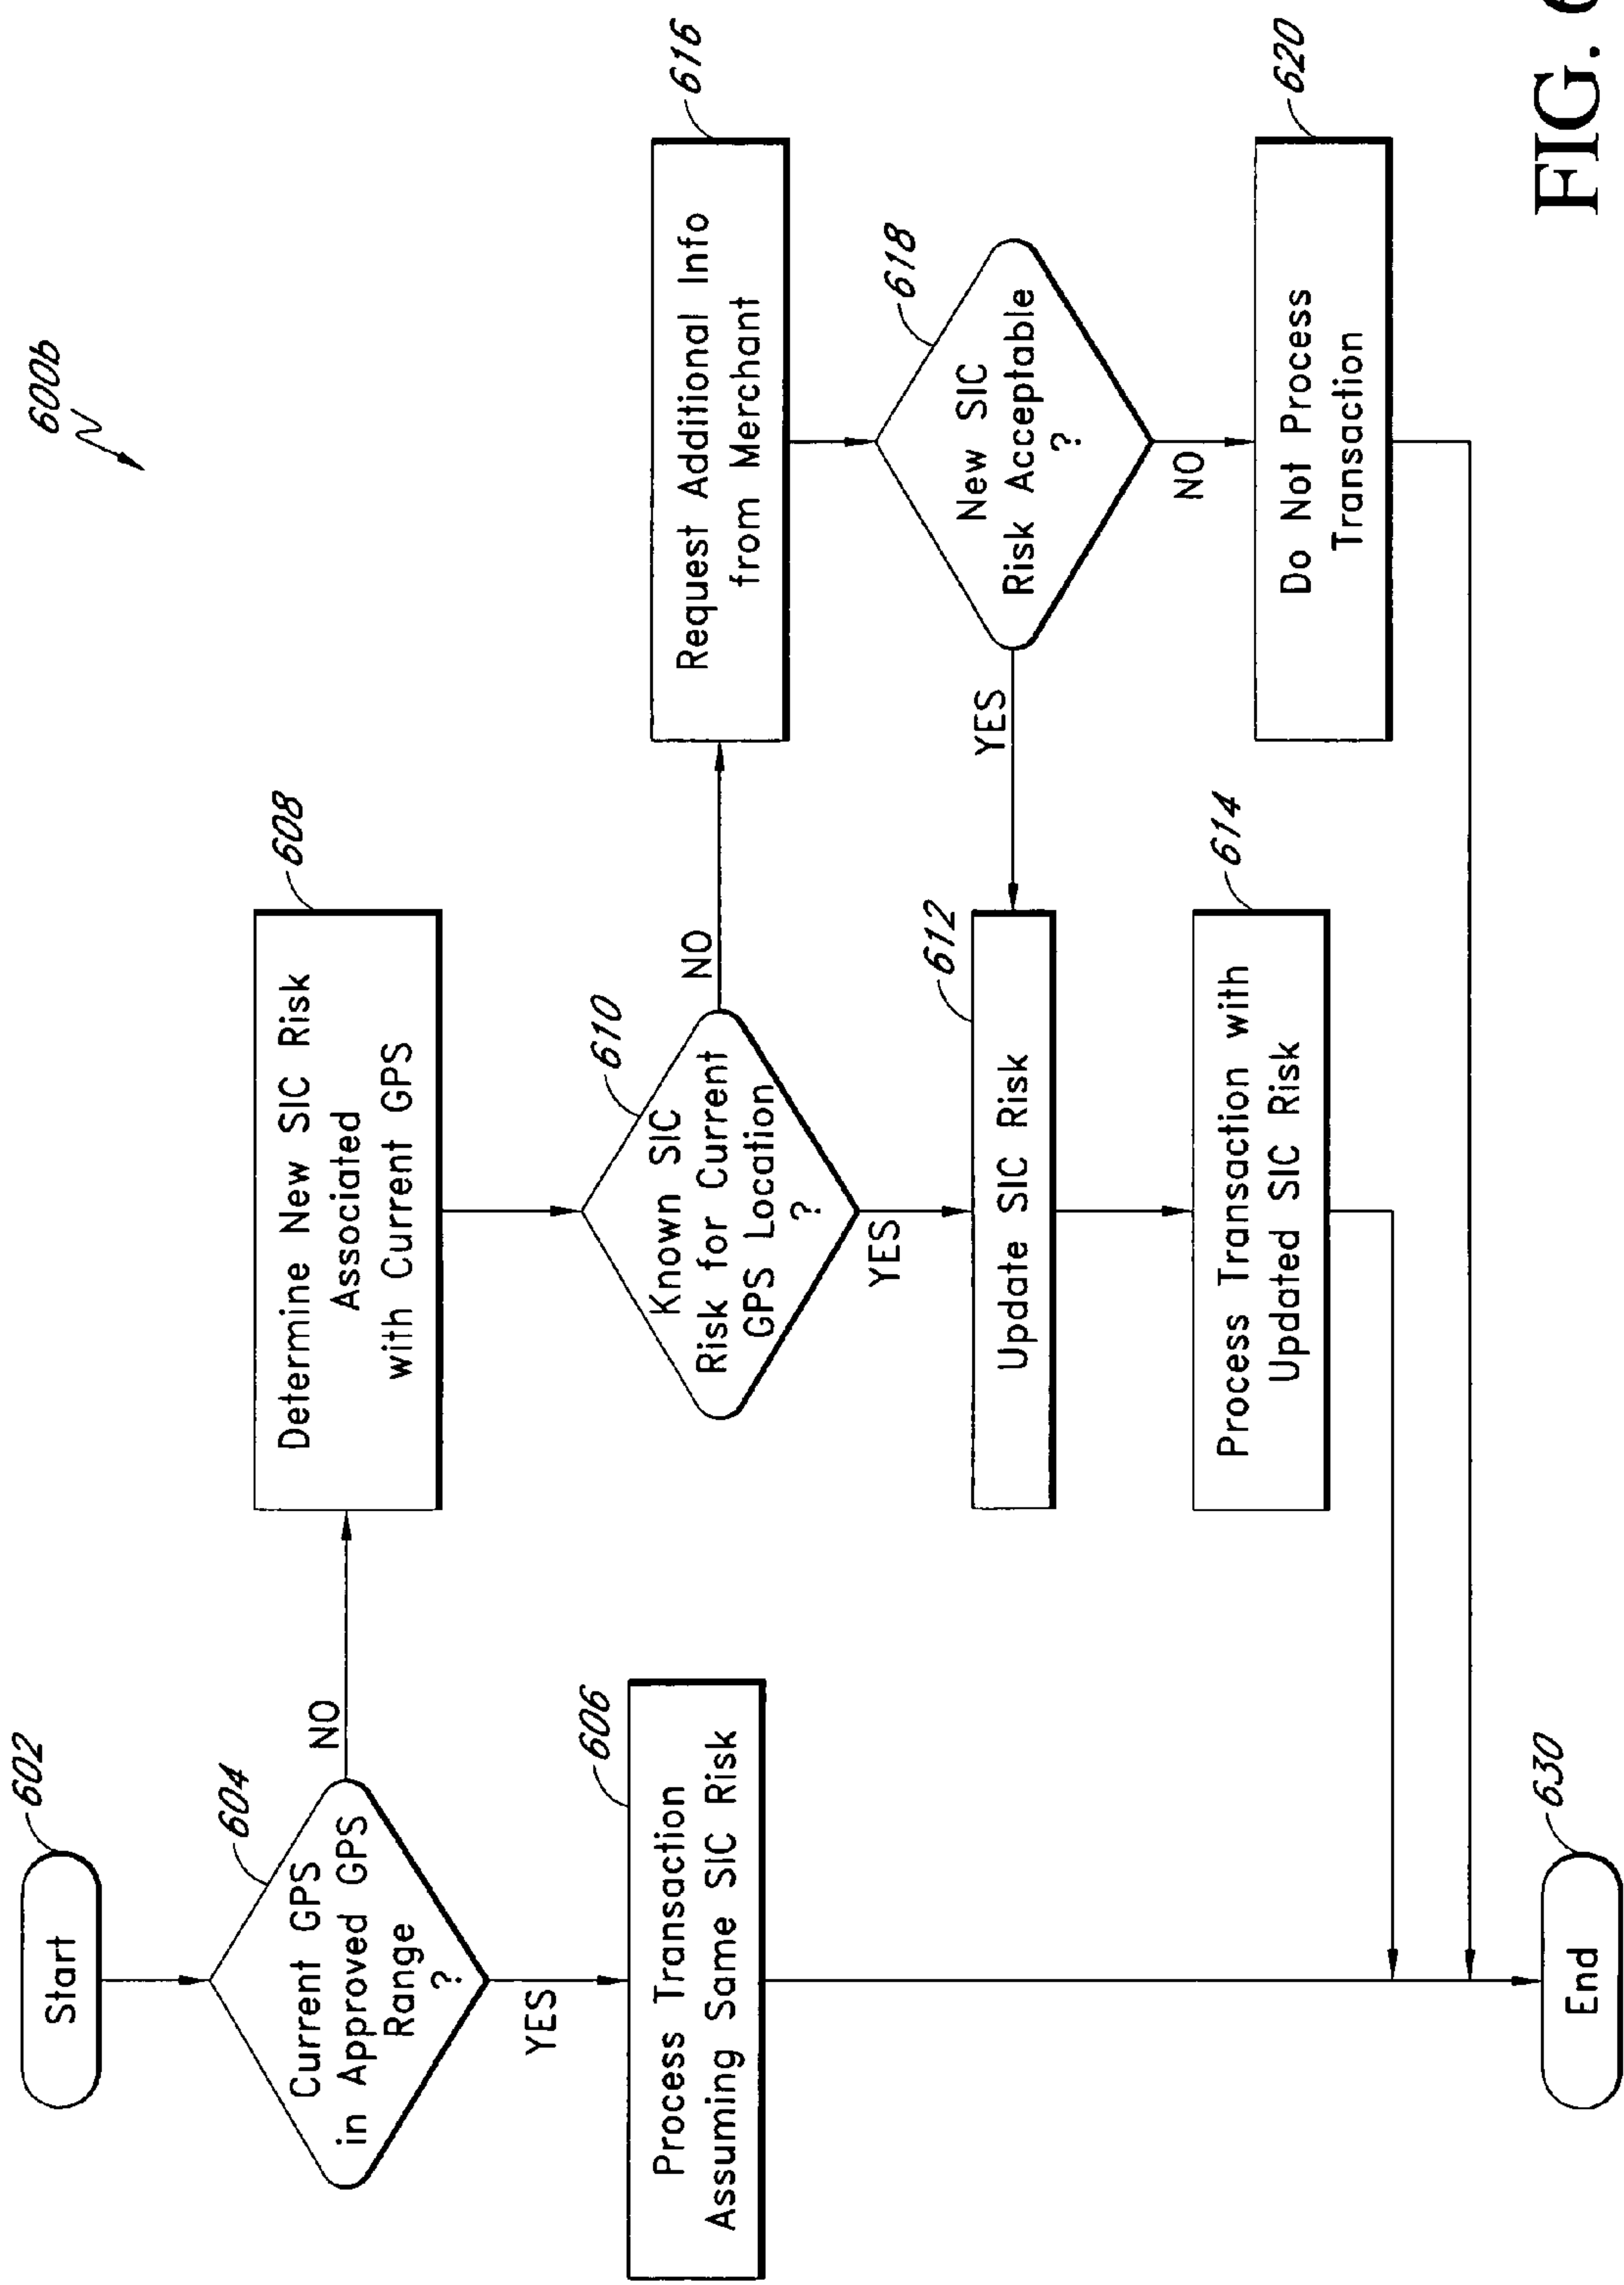 600b
602
Start
604
Current GPS
in Approved GPS
Range
?
NO
YES
606
Process Transaction
Assuming Same SIC Risk
608
Determine New SIC Risk
Associated
with Current GPS
610
Known SIC
Risk for Current
GPS Location
?
NO
YES
612
Update SIC Risk
614
Process Transaction with
Updated SIC Risk
616
Request Additional Info
from Merchant
618
New SIC
Risk Acceptable
?
YES
NO
620
Do Not Process
Transaction
630
End
FIG.